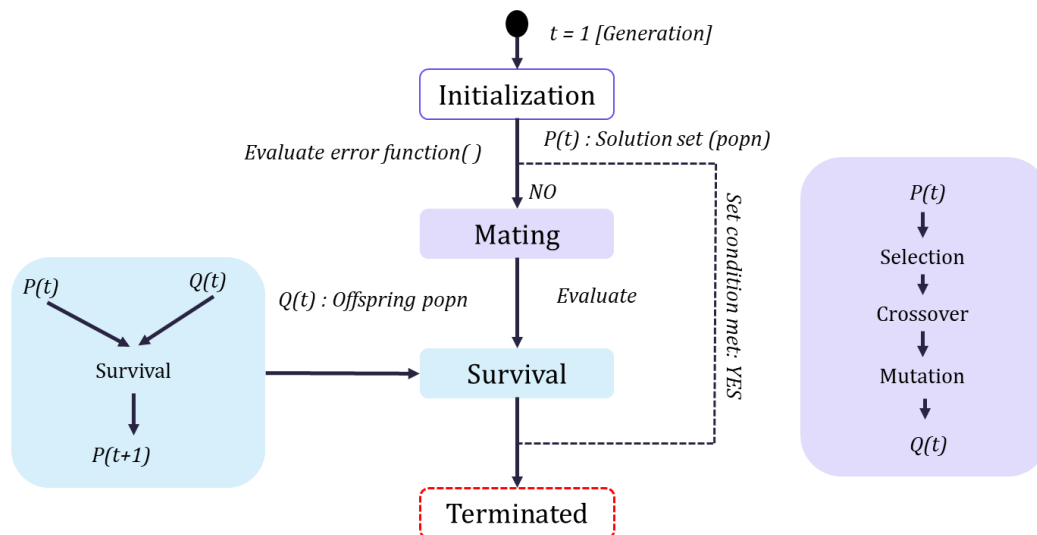 t = 1 [Generation]
Initialization
P(t) : Solution set (popn)
Evaluate error function( )
NO
Mating
Set condition met: YES
Q(t) : Offspring popn
Evaluate
Survival
Terminated
P(t)
Q(t)
Survival
P(t+1)
P(t)
Selection
Crossover
Mutation
Q(t)